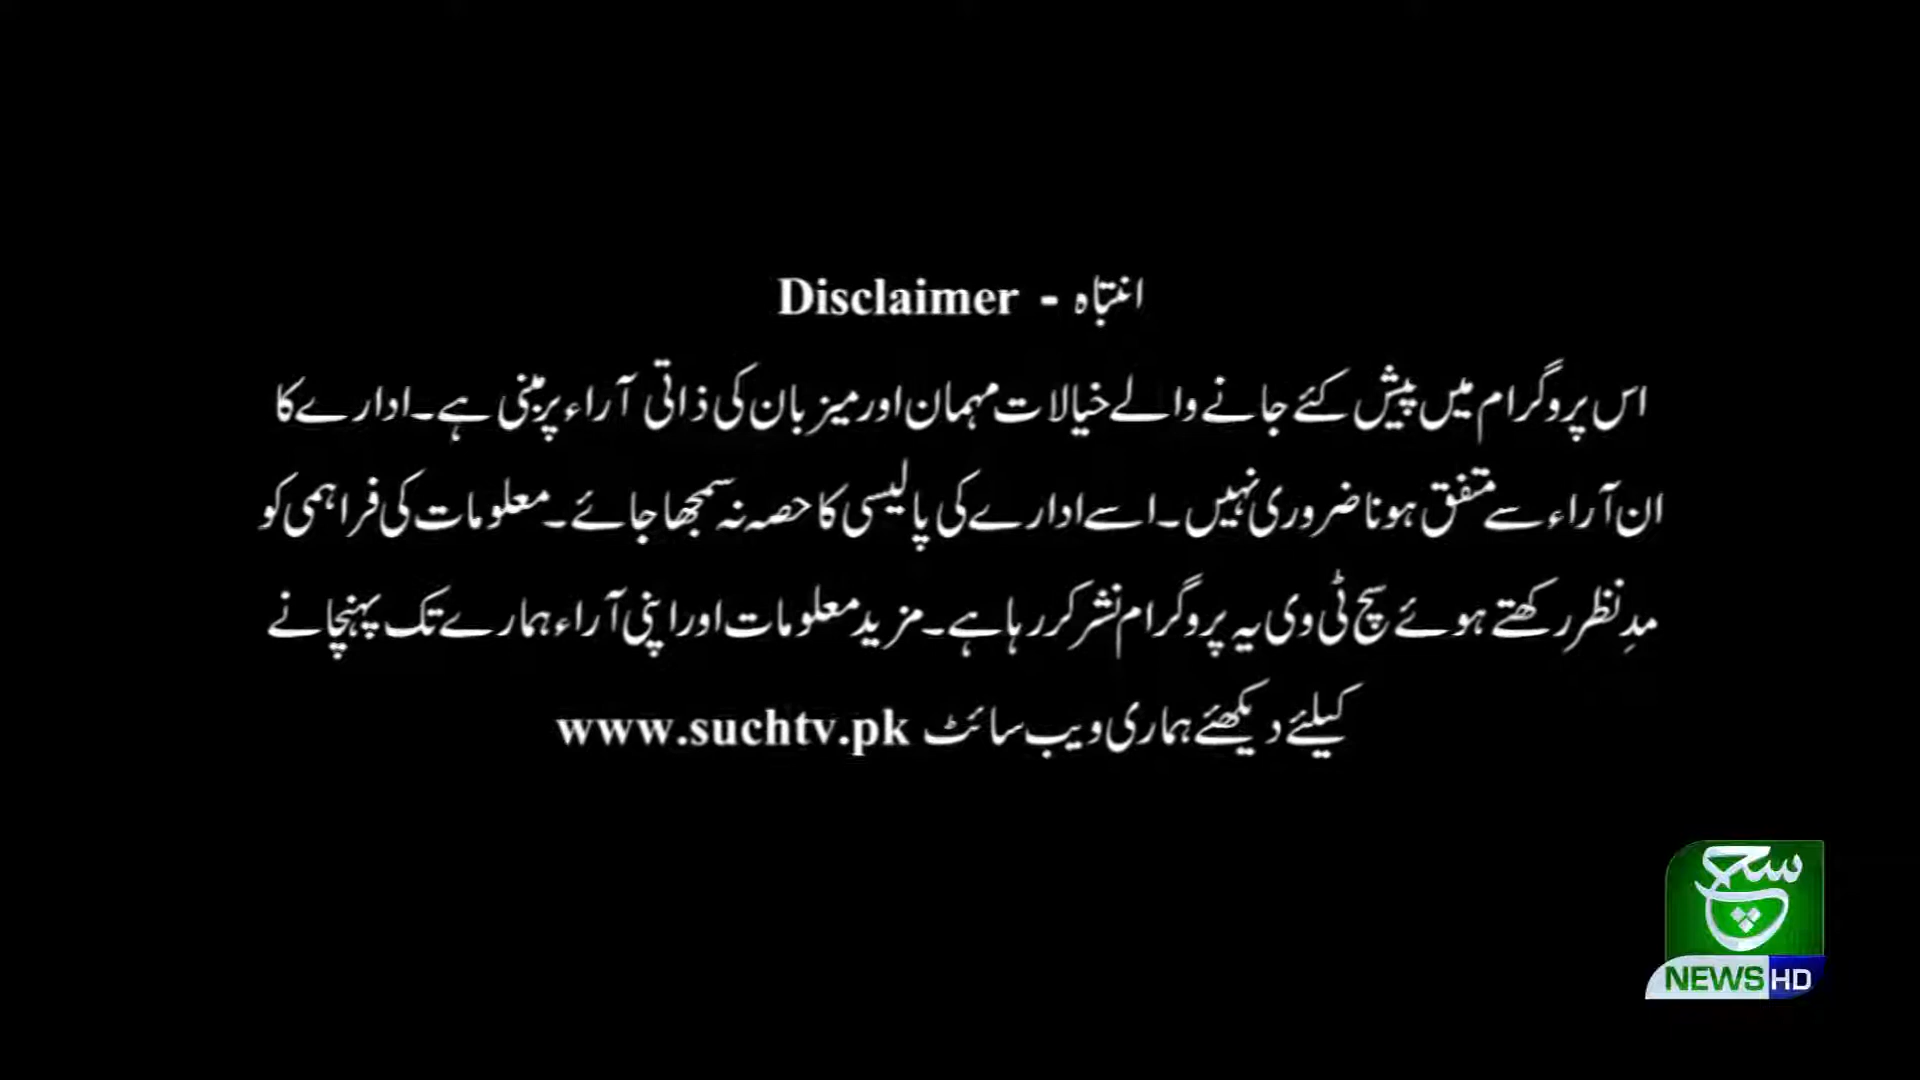 انتباہ - Disclaimer
اس پروگرام میں پیش کئے جانے والے خیالات مہمان اور میزبان کی ذاتی آراء پر مبنی ہے۔ ادارے کا
ان آراء سے متفق ہونا ضروری نہیں۔ اسے ادارے کی پالیسی کا حصہ نہ سمجھا جائے۔ معلومات کی فراہمی کو
مدِ نظر رکھتے ہوئے سچ ٹی وی یہ پروگرام نشر کر رہا ہے۔ مزید معلومات اور اپنی آراء ہمارے تک پہنچانے
کیلئے دیکھئے ہماری ویب سائٹ www.suchtv.pk
سچ
NEWS HD